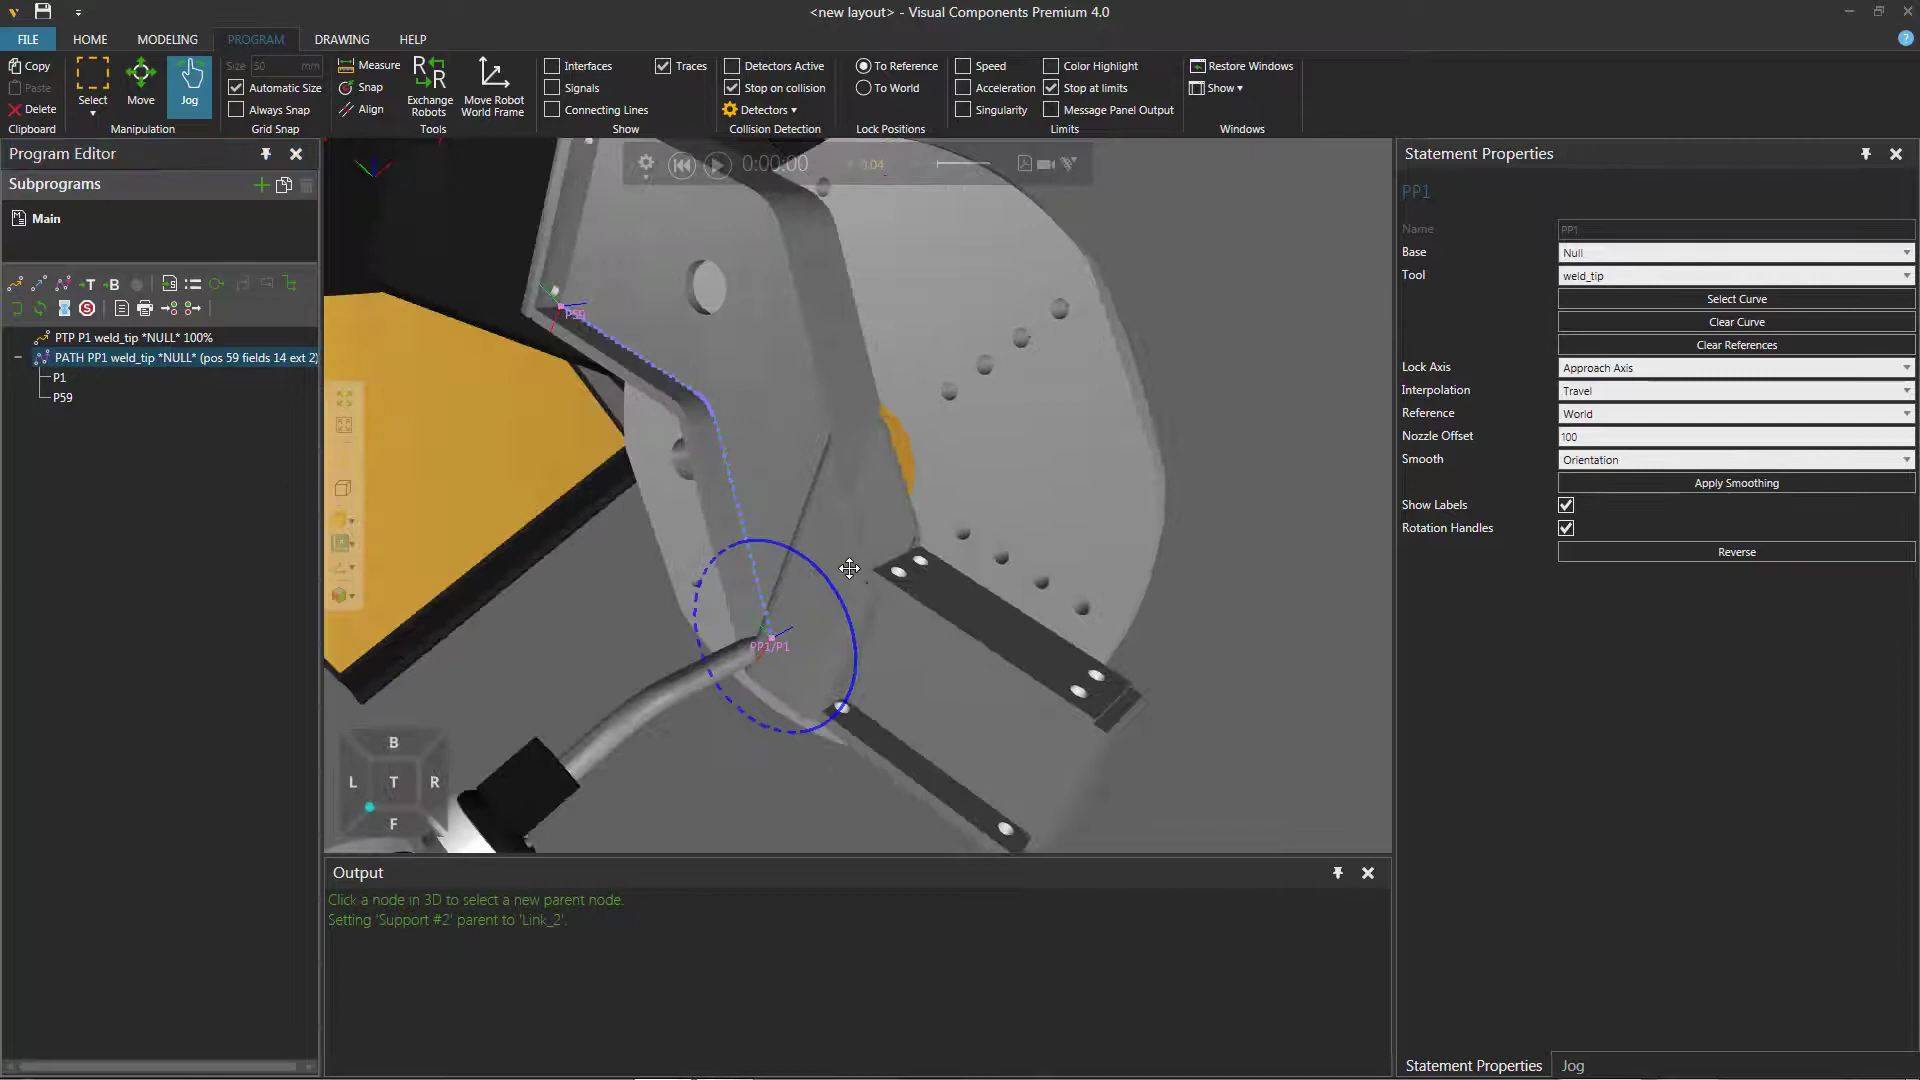 <new layout> - Visual Components Premium 4.0
FILE HOME MODELING PROGRAM DRAWING HELP
Copy
Paste
Delete
Clipboard
Select
Move
Jog
Manipulation
Size 50 mm
Automatic Size
Always Snap
Grid Snap
Measure
Snap
Align
Exchange Robots
Move Robot World Frame
Tools
Interfaces
Signals
Connecting Lines
Traces
Show
Detectors Active
Stop on collision
Detectors
Collision Detection
To Reference
To World
Lock Positions
Speed
Acceleration
Singularity
Color Highlight
Stop at limits
Message Panel Output
Limits
Restore Windows
Show
Windows
Program Editor
Subprograms
Main
PTP P1 weld_tip *NULL* 100%
PATH PP1 weld_tip *NULL* (pos 59 fields 14 ext 2)
P1
P59
0:00:00
0.04
P59
PP1/P1
B
L T R
F
Output
Click a node in 3D to select a new parent node.
Setting 'Support #2' parent to 'Link_2'.
Statement Properties
PP1
Name PP1
Base Null
Tool weld_tip
Select Curve
Clear Curve
Clear References
Lock Axis Approach Axis
Interpolation Travel
Reference World
Nozzle Offset 100
Smooth Orientation
Apply Smoothing
Show Labels
Rotation Handles
Reverse
Statement Properties Jog